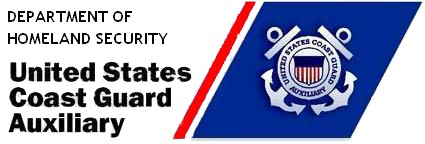 DEPARTMENT OF
HOMELAND SECURITY
United States
Coast Guard
Auxiliary
UNITED STATES COAST GUARD
AUXILIARY